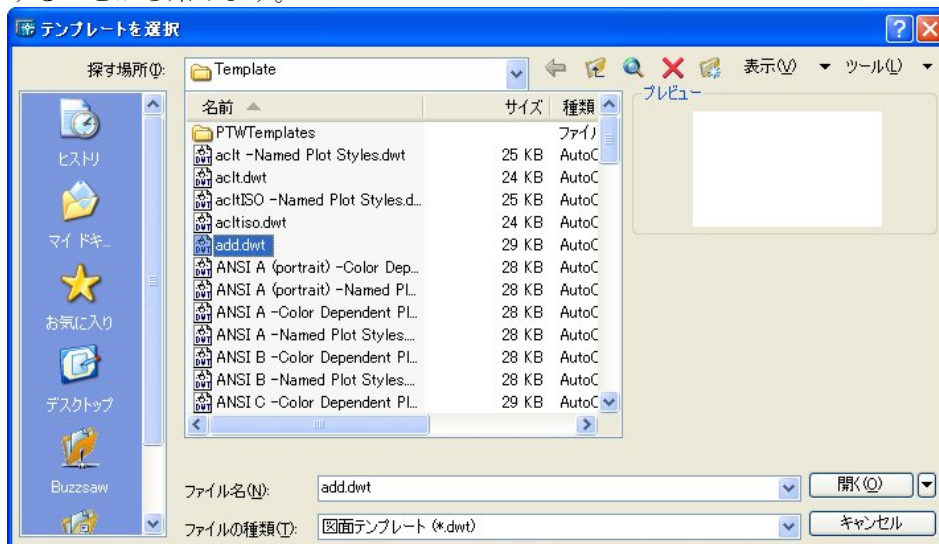 テンプレートを選択
探す場所(I):
Template
表示(V)
ツール(L)
名前
サイズ
種類
プレビュー
PTWTemplates ファイル
aclt -Named Plot Styles.dwt 25 KB AutoC
aclt.dwt 24 KB AutoC
acltISO -Named Plot Styles.d... 25 KB AutoC
acltiso.dwt 24 KB AutoC
add.dwt 29 KB AutoC
ANSI A (portrait) -Color Dep... 28 KB AutoC
ANSI A (portrait) -Named Pl... 28 KB AutoC
ANSI A -Color Dependent Pl... 28 KB AutoC
ANSI A -Named Plot Styles.... 28 KB AutoC
ANSI B -Color Dependent Pl... 28 KB AutoC
ANSI B -Named Plot Styles.... 28 KB AutoC
ANSI C -Color Dependent Pl... 29 KB AutoC
ヒストリ
マイ ドキ...
お気に入り
デスクトップ
Buzzsaw
ファイル名(N):
add.dwt
開く(O)
ファイルの種類(T):
図面テンプレート (*.dwt)
キャンセル